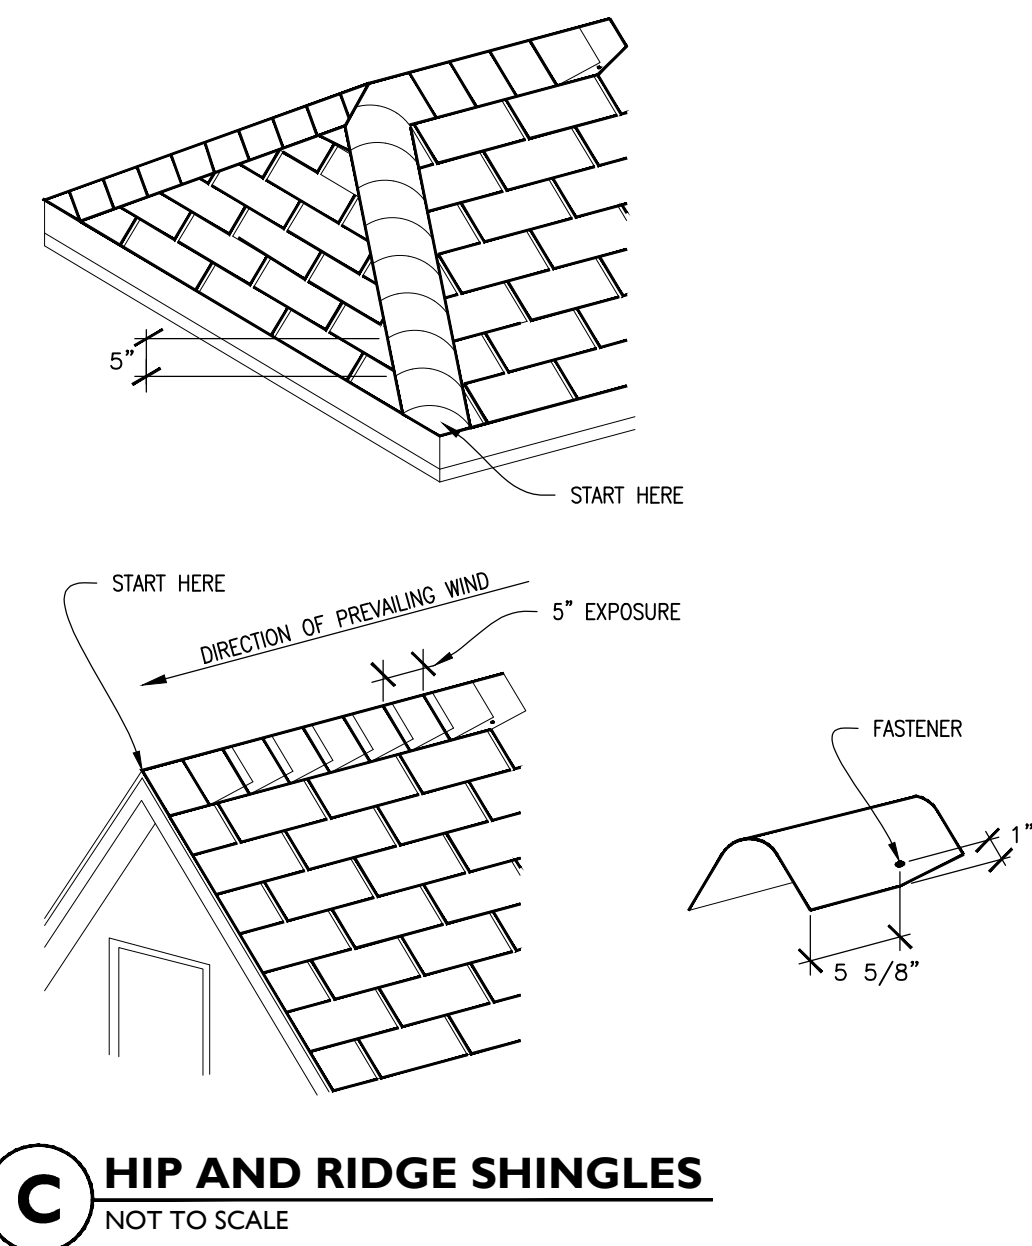 5”
START HERE
START HERE
DIRECTION OF PREVAILING WIND
5” EXPOSURE
FASTENER
1”
5 5/8”
C
HIP AND RIDGE SHINGLES
NOT TO SCALE